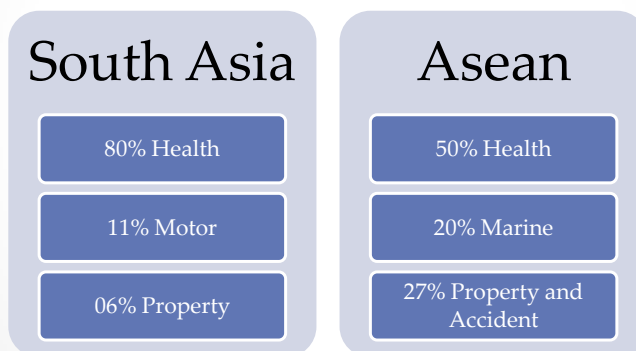 South Asia
80% Health
11% Motor
06% Property
Asean
50% Health
20% Marine
27% Property and
Accident